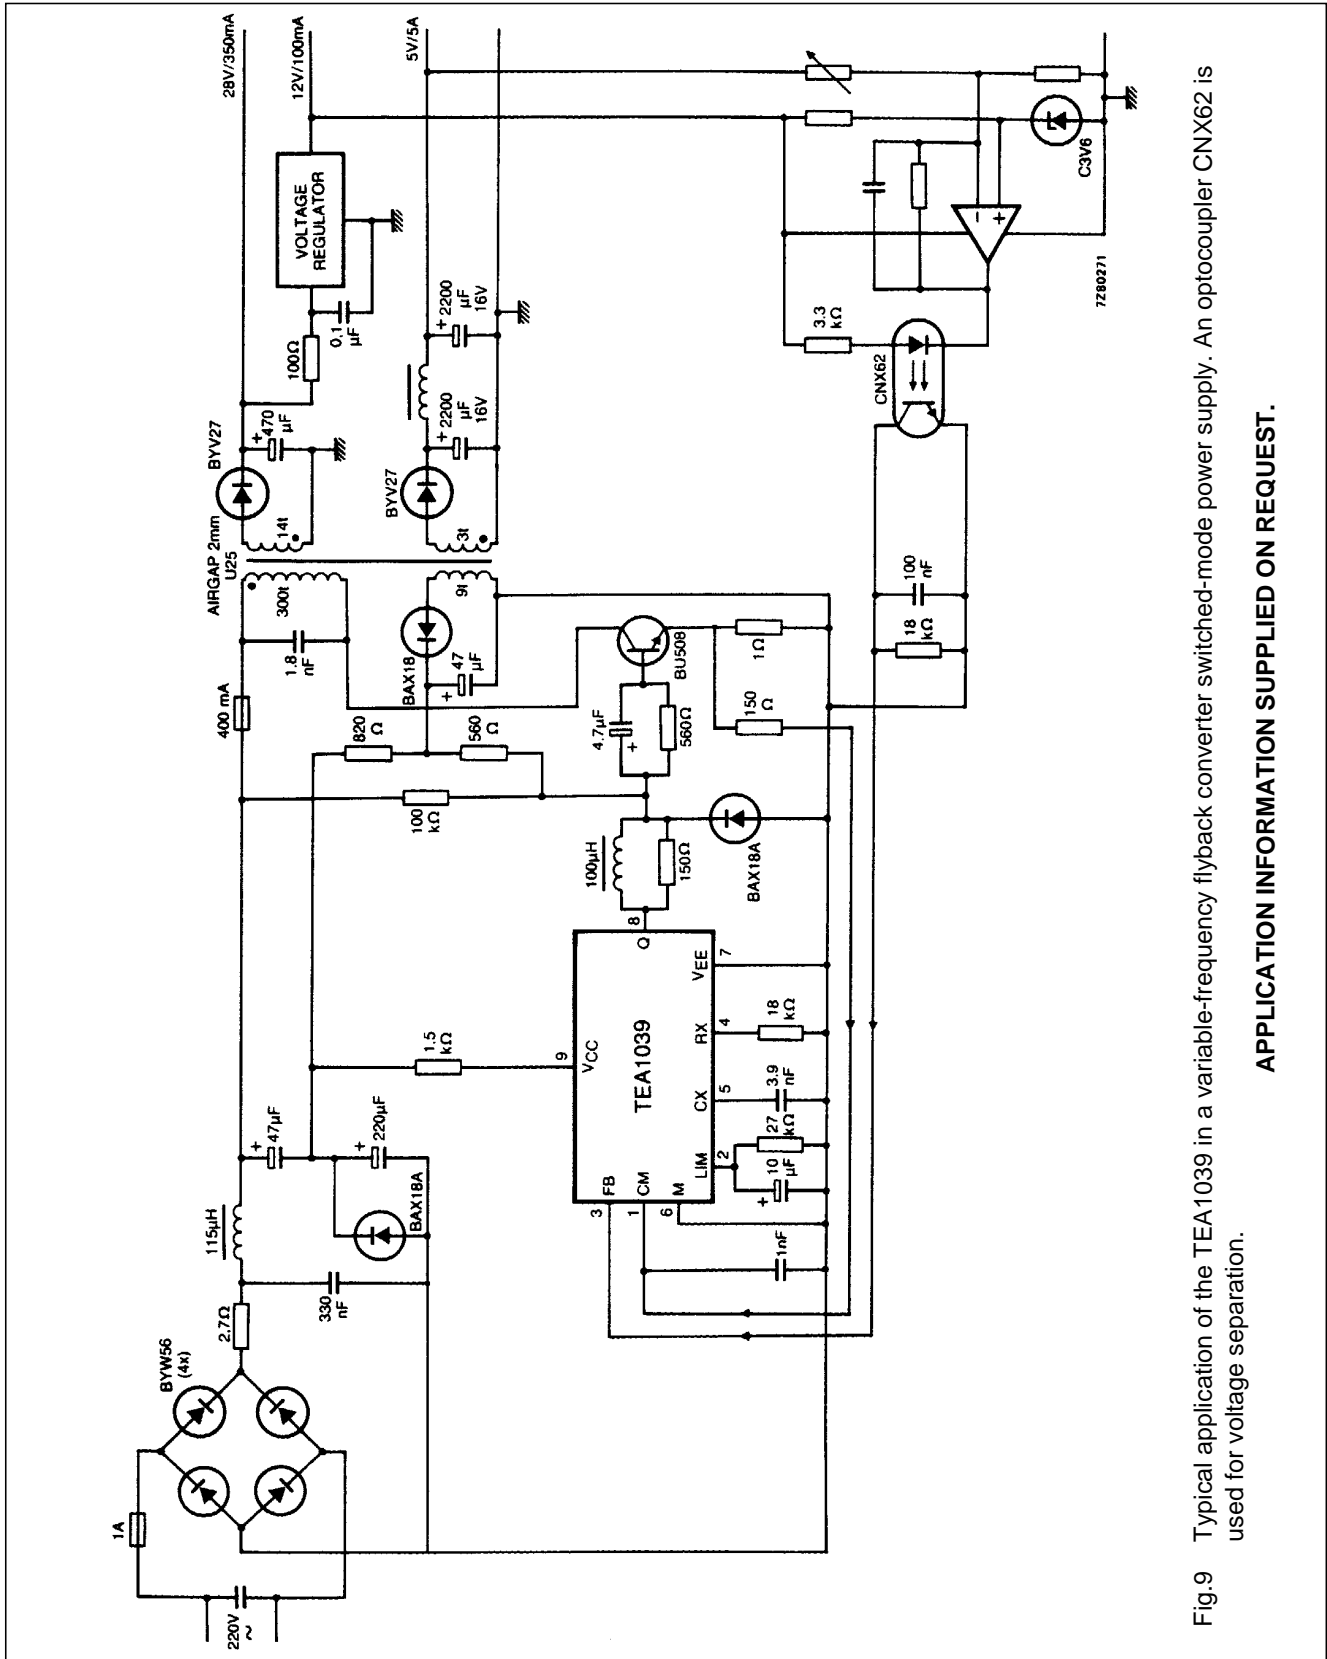 220V
~
1A
BYW56
(4x)
2.7Ω
330
nF
115µH
+
47µF
+
220µF
BAX18A
400 mA
1.8
nF
AIRGAP 2mm
U25
300t
14t
BYV27
+
470
µF
100Ω
0.1
µF
VOLTAGE
REGULATOR
28V/350mA
12V/100mA
5V/5A
9t
3t
BYV27
+
2200
µF
16V
+
2200
µF
16V
BAX18
47
µF
+
820
Ω
560
Ω
100
kΩ
1.5
kΩ
4.7µF
+
560Ω
BU508
1Ω
150
Ω
100µH
150Ω
BAX18A
TEA1039
9
VCC
8
Q
3
FB
1
CM
6
M
LIM
2
CX
5
RX
4
VEE
7
+
10
µF
27
kΩ
3.9
nF
18
kΩ
1nF
18
kΩ
100
nF
CNX62
3.3
kΩ
−
+
C3V6
7Z80271
Fig.9 Typical application of the TEA1039 in a variable-frequency flyback converter switched-mode power supply. An optocoupler CNX62 is
used for voltage separation.
APPLICATION INFORMATION SUPPLIED ON REQUEST.